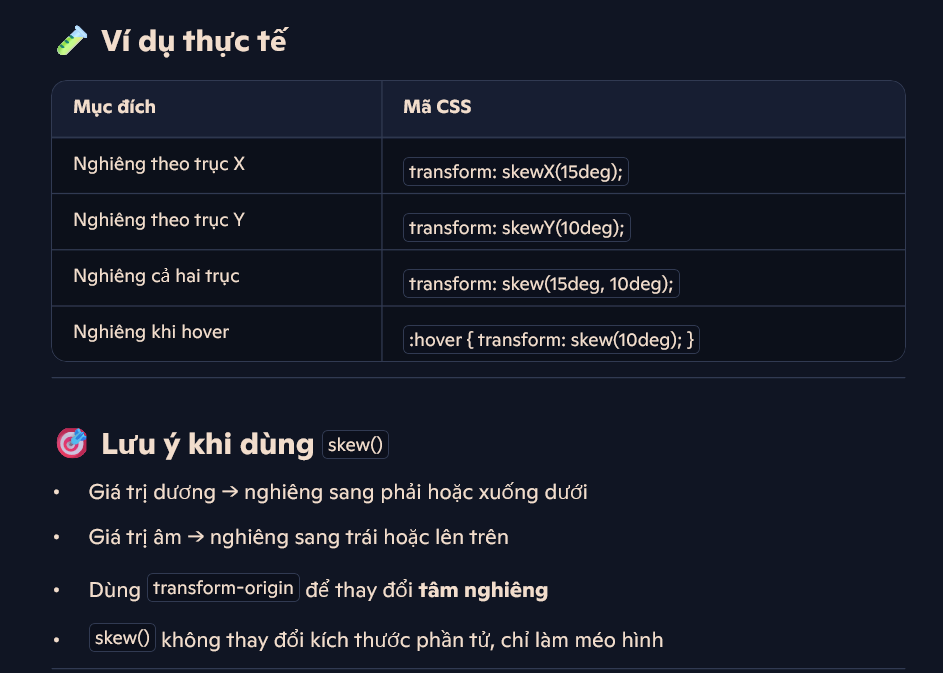 Ví dụ thực tế
Mục đích
Mã CSS
Nghiêng theo trục X
transform: skewX(15deg);
Nghiêng theo trục Y
transform: skewY(10deg);
Nghiêng cả hai trục
transform: skew(15deg, 10deg);
Nghiêng khi hover
:hover { transform: skew(10deg); }
Lưu ý khi dùng skew()
• Giá trị dương → nghiêng sang phải hoặc xuống dưới
• Giá trị âm → nghiêng sang trái hoặc lên trên
• Dùng transform-origin để thay đổi tâm nghiêng
• skew() không thay đổi kích thước phần tử, chỉ làm méo hình